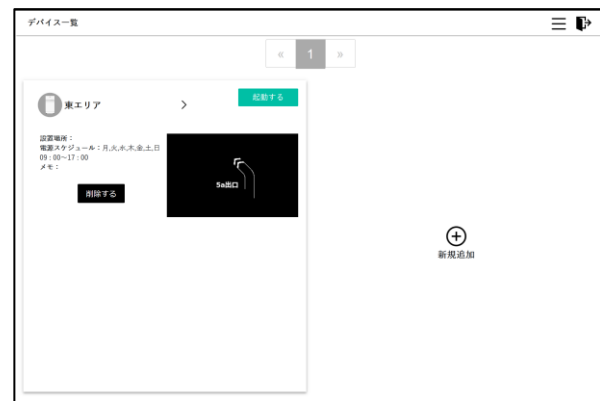 デバイス一覧
« 1 »
東エリア
起動する
設置場所：
電源スケジュール：月,火,水,木,金,土,日
09：00～17：00
メモ：
5a出口
削除する
新規追加